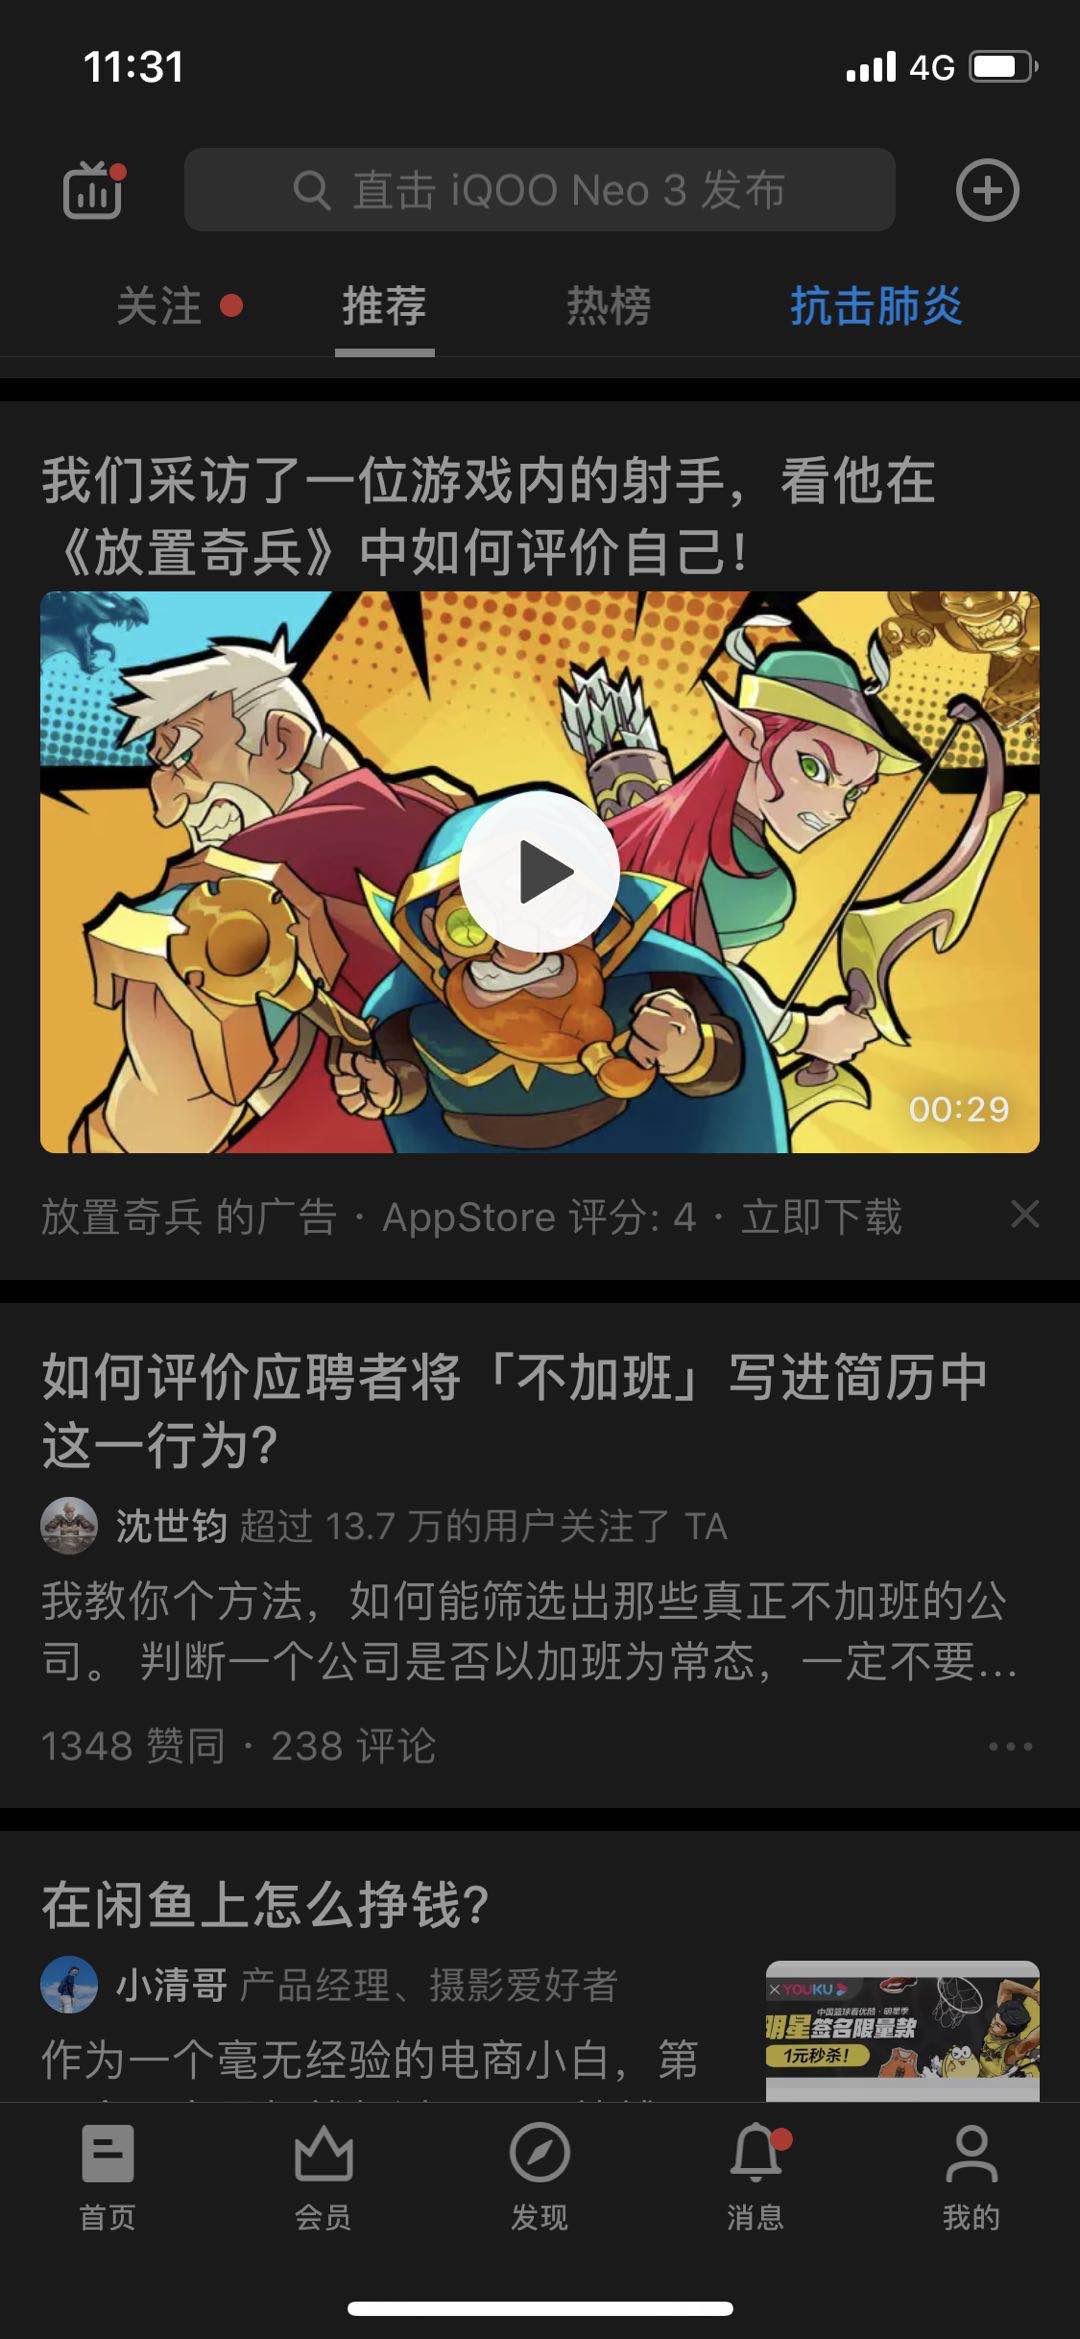 11:31
4G
直击 iQOO Neo 3 发布
关注
推荐
热榜
抗击肺炎
我们采访了一位游戏内的射手，看他在
《放置奇兵》中如何评价自己！
00:29
放置奇兵 的广告 · AppStore 评分: 4 · 立即下载
如何评价应聘者将「不加班」写进简历中
这一行为?
沈世钧 超过 13.7 万的用户关注了 TA
我教你个方法，如何能筛选出那些真正不加班的公
司。 判断一个公司是否以加班为常态，一定不要...
1348 赞同 · 238 评论
在闲鱼上怎么挣钱?
小清哥 产品经理、摄影爱好者
YOUKU
中国篮球看优酷·明星季
明星签名限量款
1元秒杀!
作为一个毫无经验的电商小白，第
首页
会员
发现
消息
我的